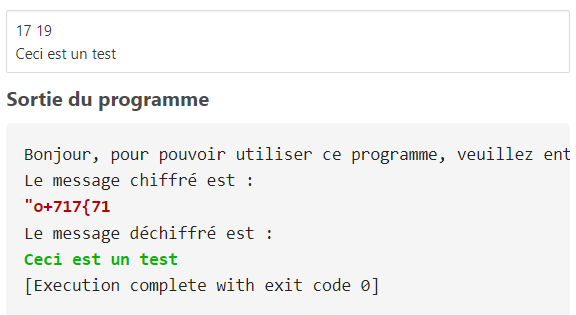 17 19
Ceci est un test
Sortie du programme
Bonjour, pour pouvoir utiliser ce programme, veuillez ent
Le message chiffré est :
"o+717{71
Le message déchiffré est :
Ceci est un test
[Execution complete with exit code 0]